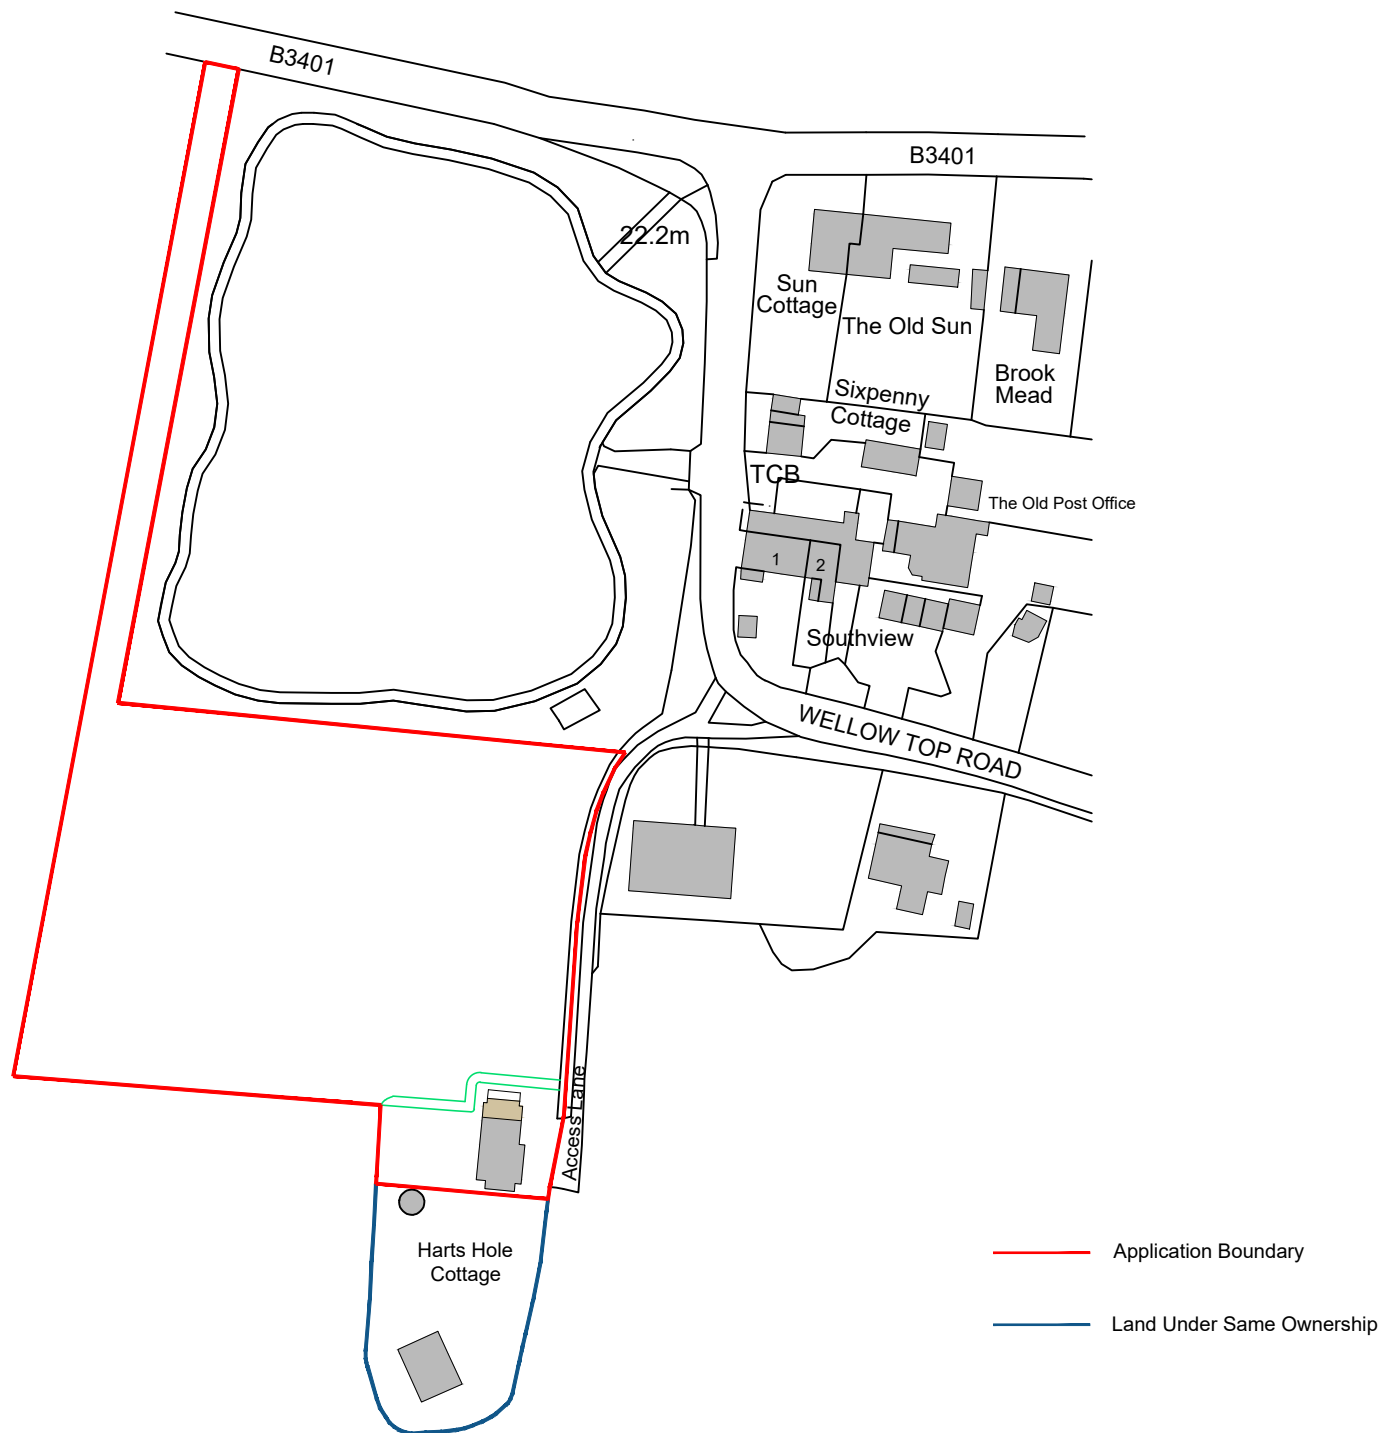 B3401
B3401
22.2m
Sun
Cottage
The Old Sun
Brook
Mead
Sixpenny
Cottage
TCB
The Old Post Office
1
2
Southview
WELLOW TOP ROAD
Access Lane
Harts Hole
Cottage
Application Boundary
Land Under Same Ownership